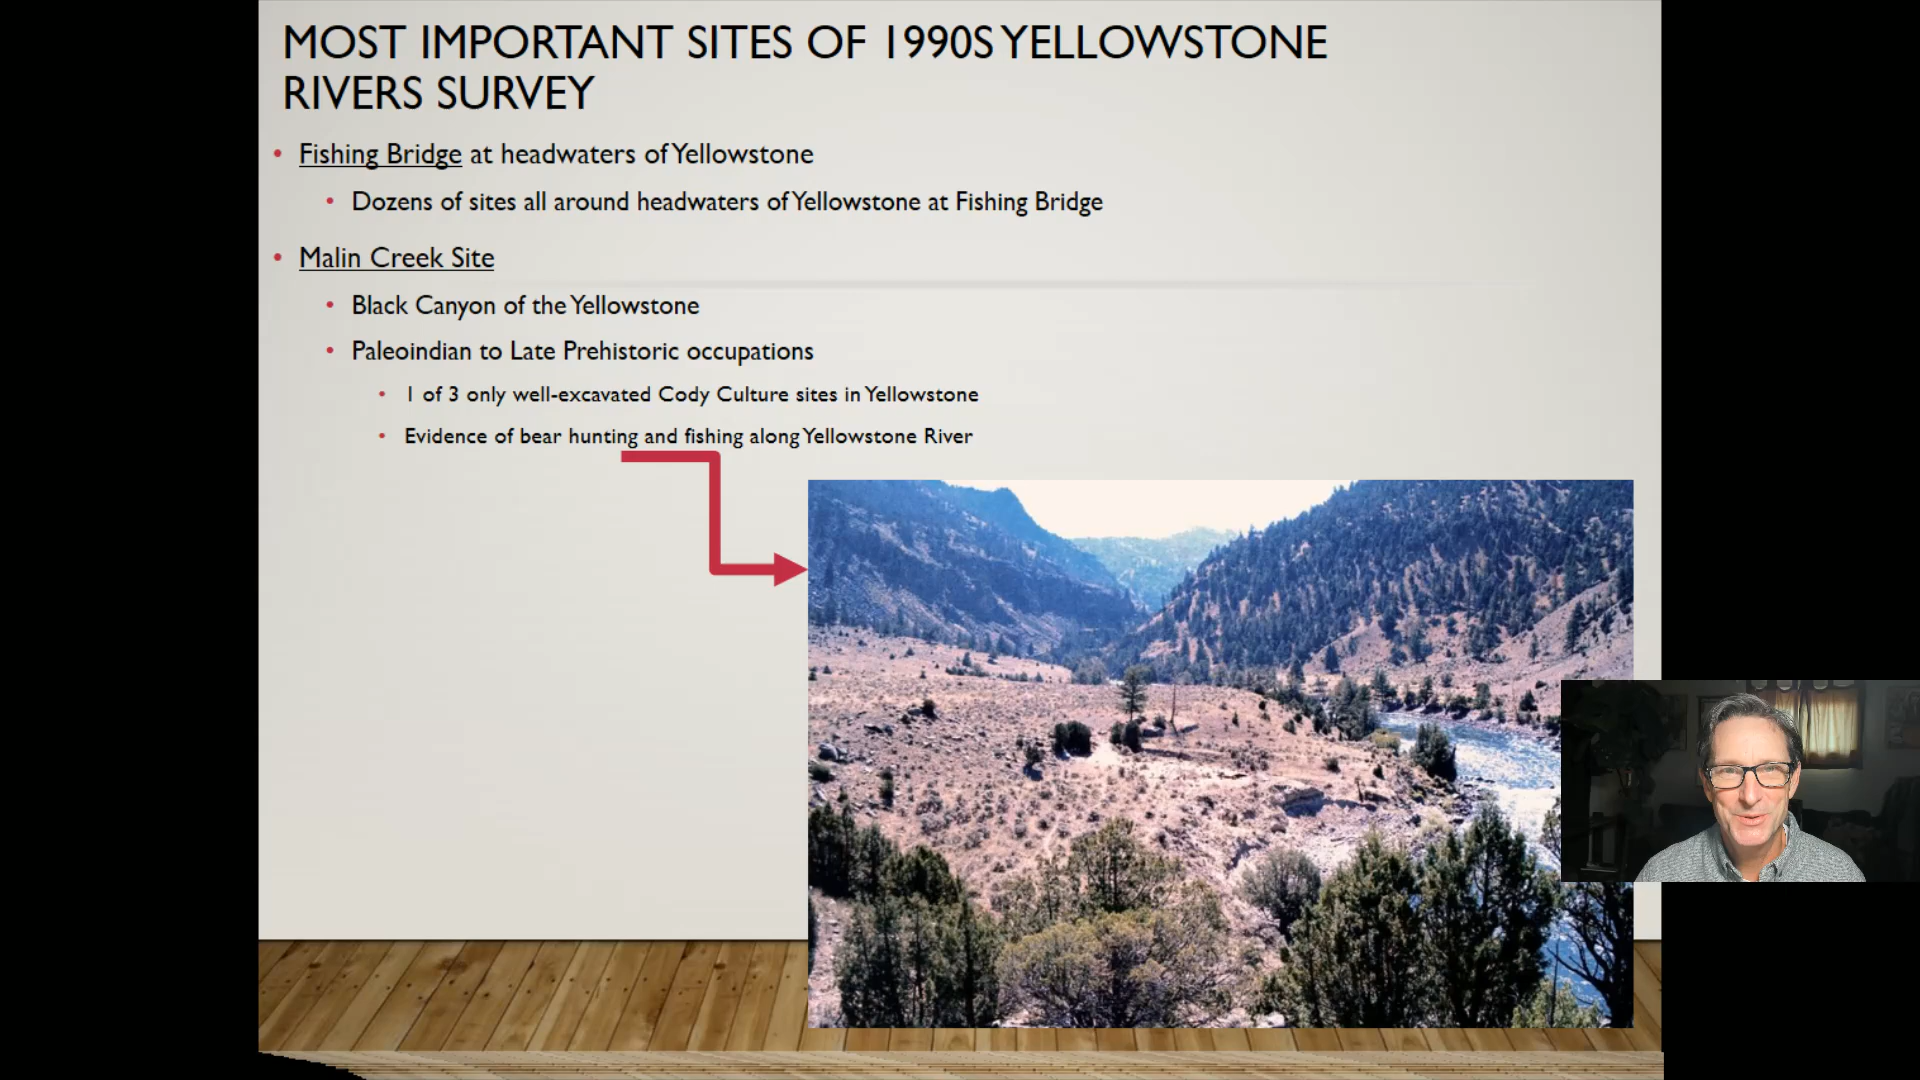 MOST IMPORTANT SITES OF 1990S YELLOWSTONE
RIVERS SURVEY
• Fishing Bridge at headwaters of Yellowstone
• Dozens of sites all around headwaters of Yellowstone at Fishing Bridge
• Malin Creek Site
• Black Canyon of the Yellowstone
• Paleoindian to Late Prehistoric occupations
• 1 of 3 only well-excavated Cody Culture sites in Yellowstone
• Evidence of bear hunting and fishing along Yellowstone River